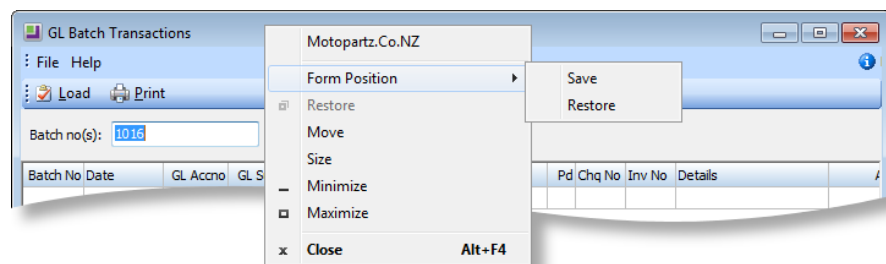 GL Batch Transactions
File Help
Load Print
Batch no(s): 1016
Batch No Date GL Accno GL S Pd Chq No Inv No Details
Motopartz.Co.NZ
Form Position
Restore
Move
Size
Minimize
Maximize
Close Alt+F4
Save
Restore